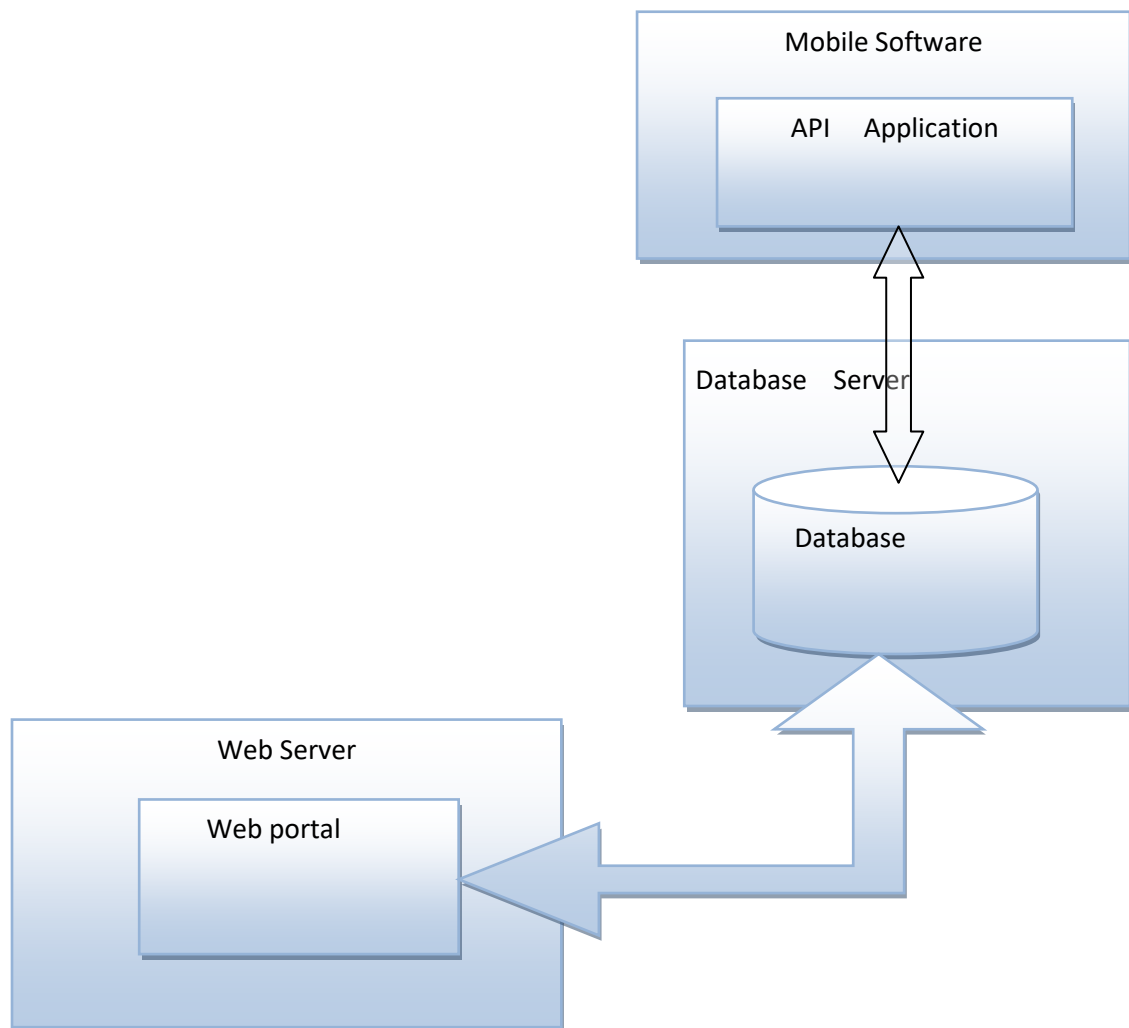 Mobile Software
API Application
Database Server
Database
Web Server
Web portal